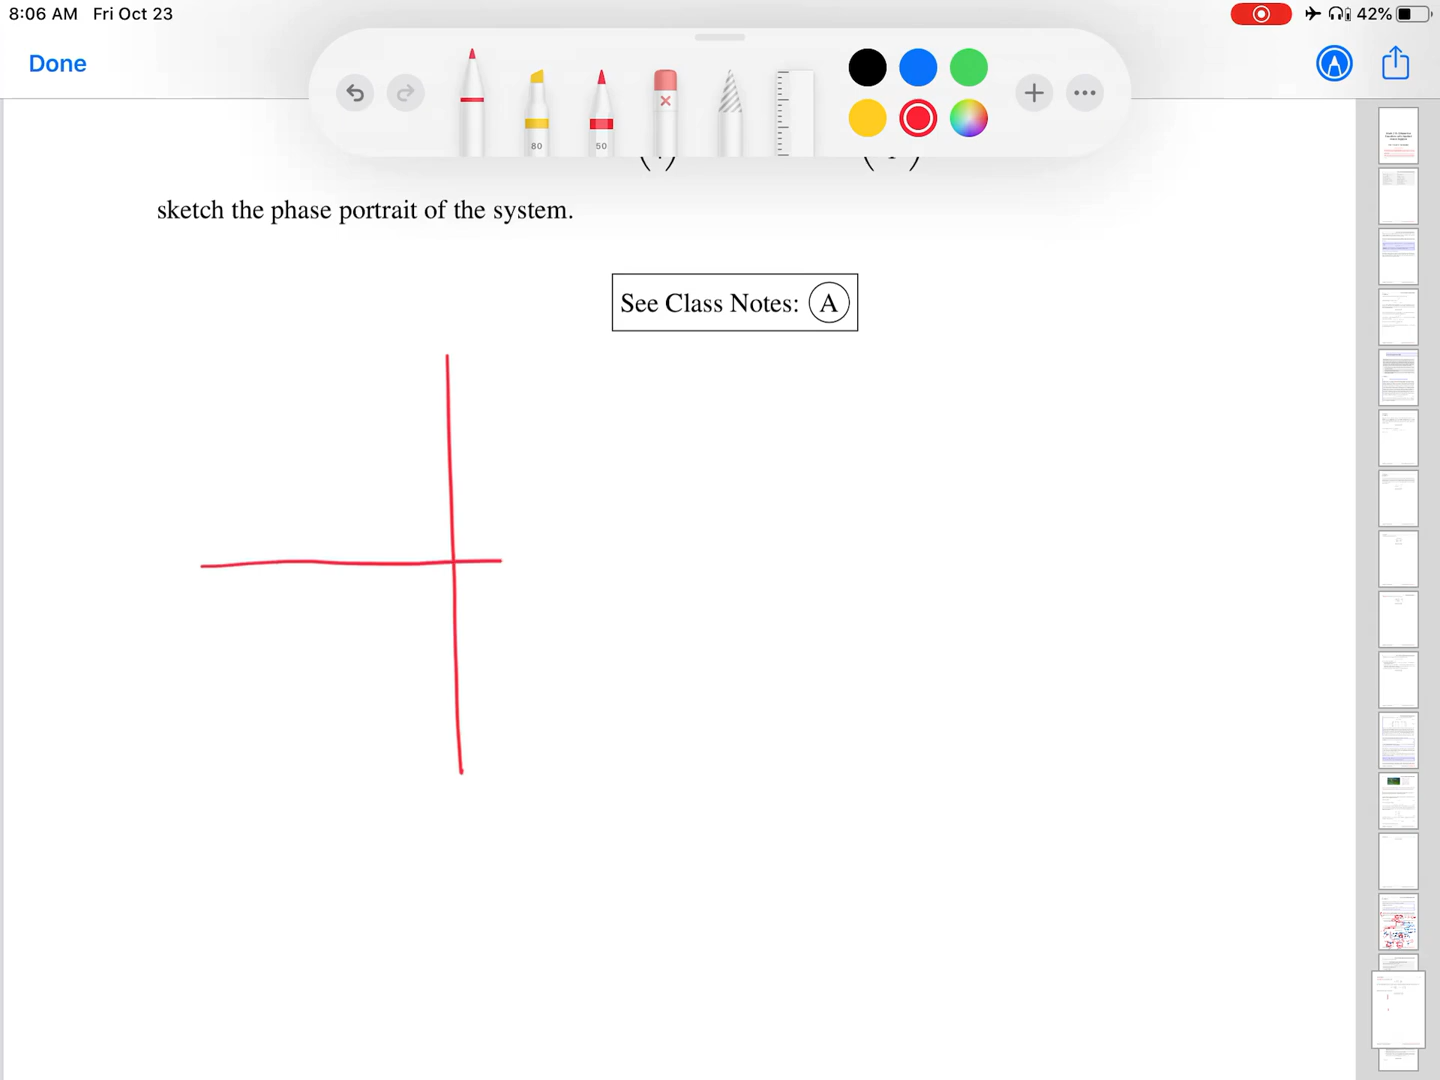 8:06 AM Fri Oct 23
42%
Done
80
50
sketch the phase portrait of the system.
See Class Notes: A